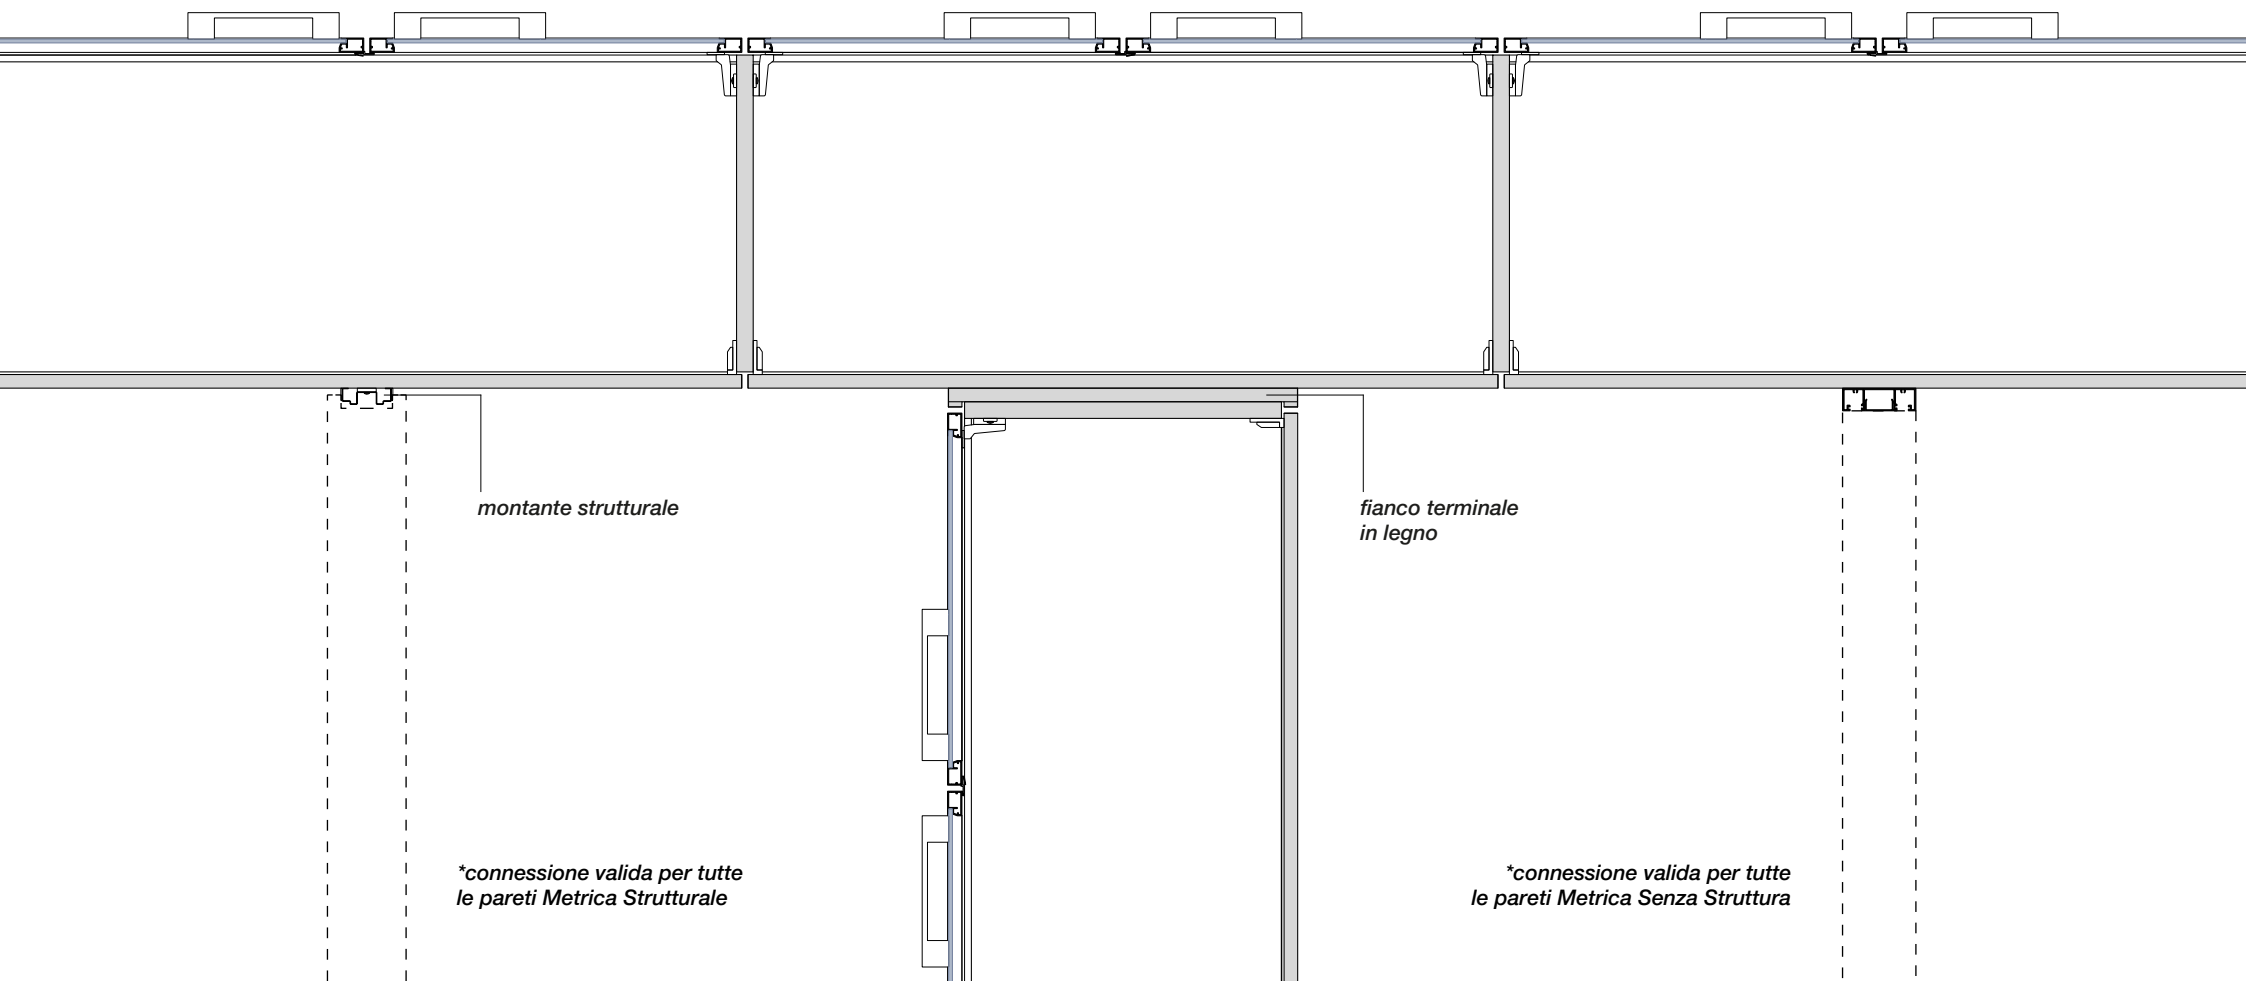 montante strutturale
fianco terminale
in legno
*connessione valida per tutte
le pareti Metrica Strutturale
*connessione valida per tutte
le pareti Metrica Senza Struttura